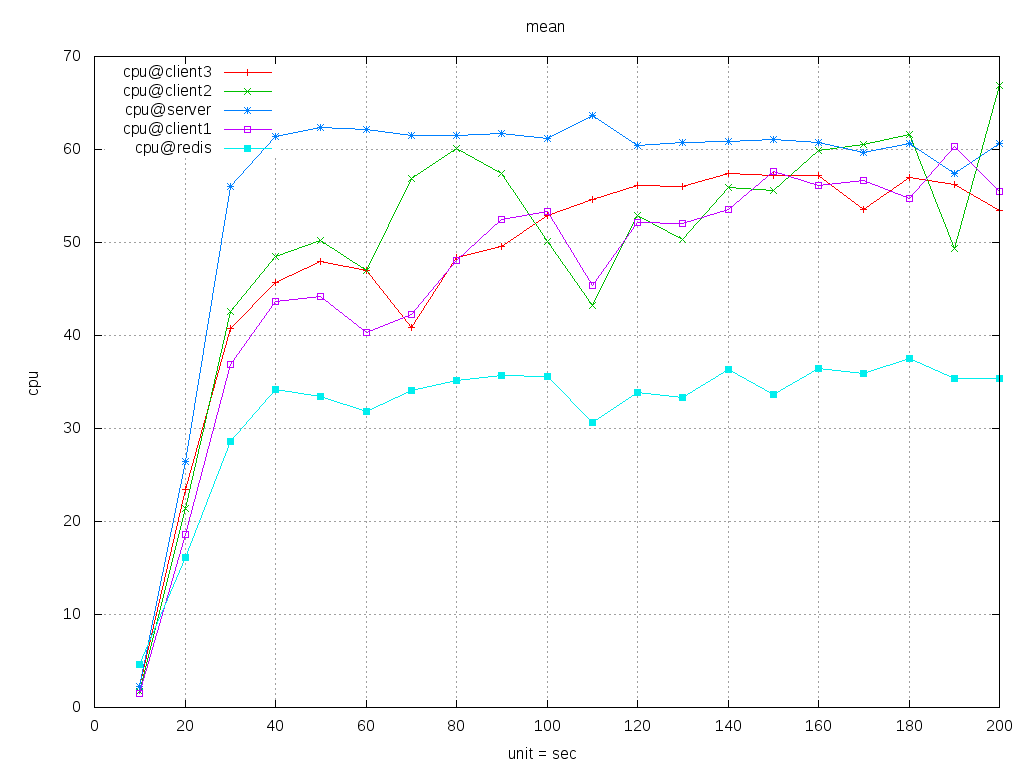 mean
70
60
50
40
30
20
10
0
cpu
cpu@client3
cpu@client2
cpu@server
cpu@client1
cpu@redis
0 20 40 60 80 100 120 140 160 180 200
unit = sec